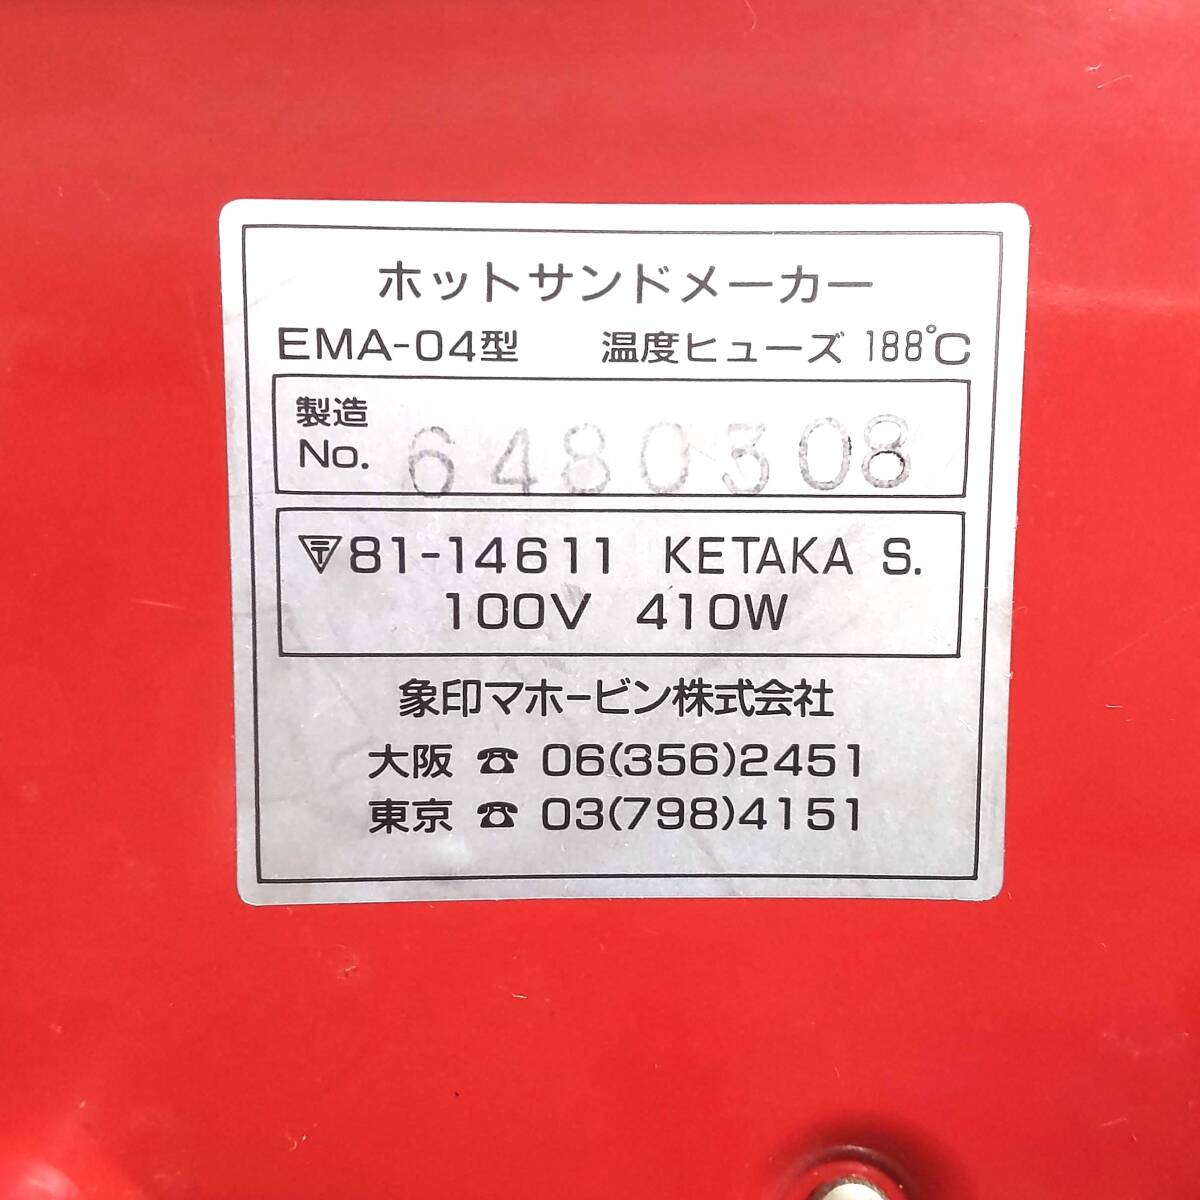 ホットサンドメーカー
EMA-04型 温度ヒューズ 188℃
製造
No. 6480308
〒81-14611 KETAKA S.
100V 410W
象印マホービン株式会社
大阪 ☎ 06(356)2451
東京 ☎ 03(798)4151